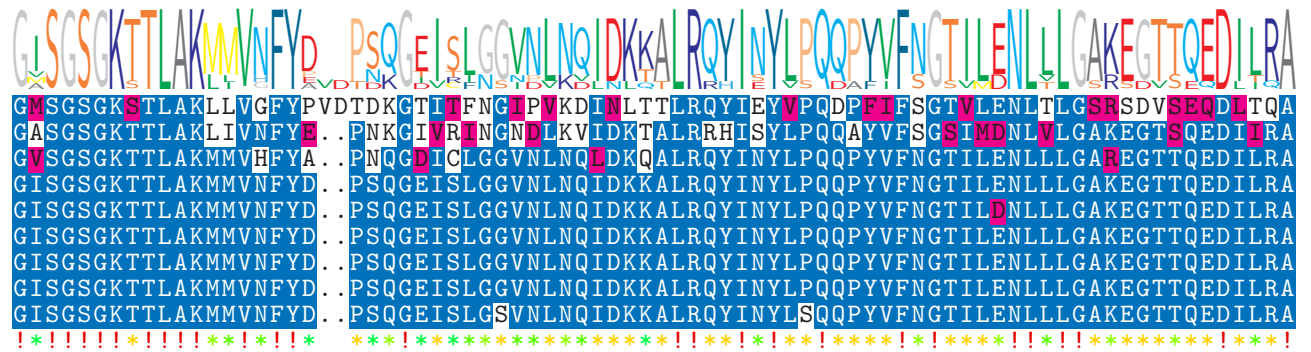 GISGSGKTTLAKMMVNFYD PSQGEISLGGVNLNQIDKKALRQYINYLPQQPYVFNGTILENLLLGAKEGTTQEDILRA
GMSGSGKSTLAKLLVGFYPVDTDKGTITFNGIPVKDINLTTLRQYIEYVPQDPFIFSGTVLENLTLGSRSDVSEQDLTQA
GASGSGKTTLAKLIVNFYE..PNKGIVRINGNDLKVIDKTALRRHISYLPQQAYVFSGSIMDNLVLGAKEGTSQEDIIRA
GVSGSGKTTLAKMMVHFYA..PNQGDICLGGVNLNQLDKQALRQYINYLPQQPYVFNGTILENLLLGAREGTTQEDILRA
GISGSGKTTLAKMMVNFYD..PSQGEISLGGVNLNQIDKKALRQYINYLPQQPYVFNGTILENLLLGAKEGTTQEDILRA
GISGSGKTTLAKMMVNFYD..PSQGEISLGGVNLNQIDKKALRQYINYLPQQPYVFNGTILDNLLLGAKEGTTQEDILRA
GISGSGKTTLAKMMVNFYD..PSQGEISLGGVNLNQIDKKALRQYINYLPQQPYVFNGTILENLLLGAKEGTTQEDILRA
GISGSGKTTLAKMMVNFYD..PSQGEISLGGVNLNQIDKKALRQYINYLPQQPYVFNGTILENLLLGAKEGTTQEDILRA
GISGSGKTTLAKMMVNFYD..PSQGEISLGSVNLNQIDKKALRQYINYLSQQPYVFNGTILENLLLGAKEGTTQEDILRA
!*!!!!!*!!!!**!*!!*  ***!****************!!**!*!**!****!*!****!!*!!********!***!